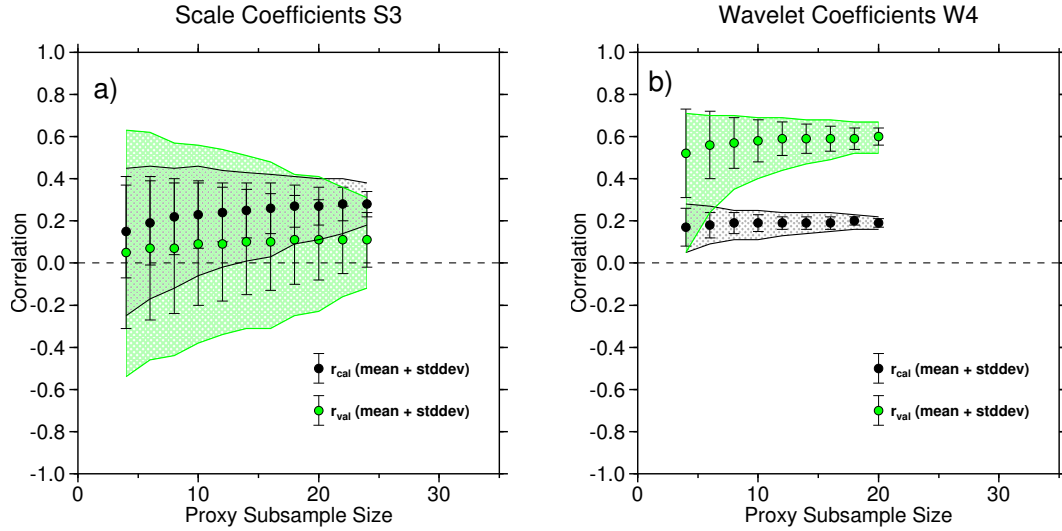 Scale Coefficients S3
Wavelet Coefficients W4
a)
1.0
0.8
0.6
0.4
0.2
0.0
-0.2
-0.4
-0.6
-0.8
-1.0
Correlation
0 10 20 30
Proxy Subsample Size
r_cal (mean + stddev)
r_val (mean + stddev)
b)
1.0
0.8
0.6
0.4
0.2
0.0
-0.2
-0.4
-0.6
-0.8
-1.0
Correlation
0 10 20 30
Proxy Subsample Size
r_cal (mean + stddev)
r_val (mean + stddev)